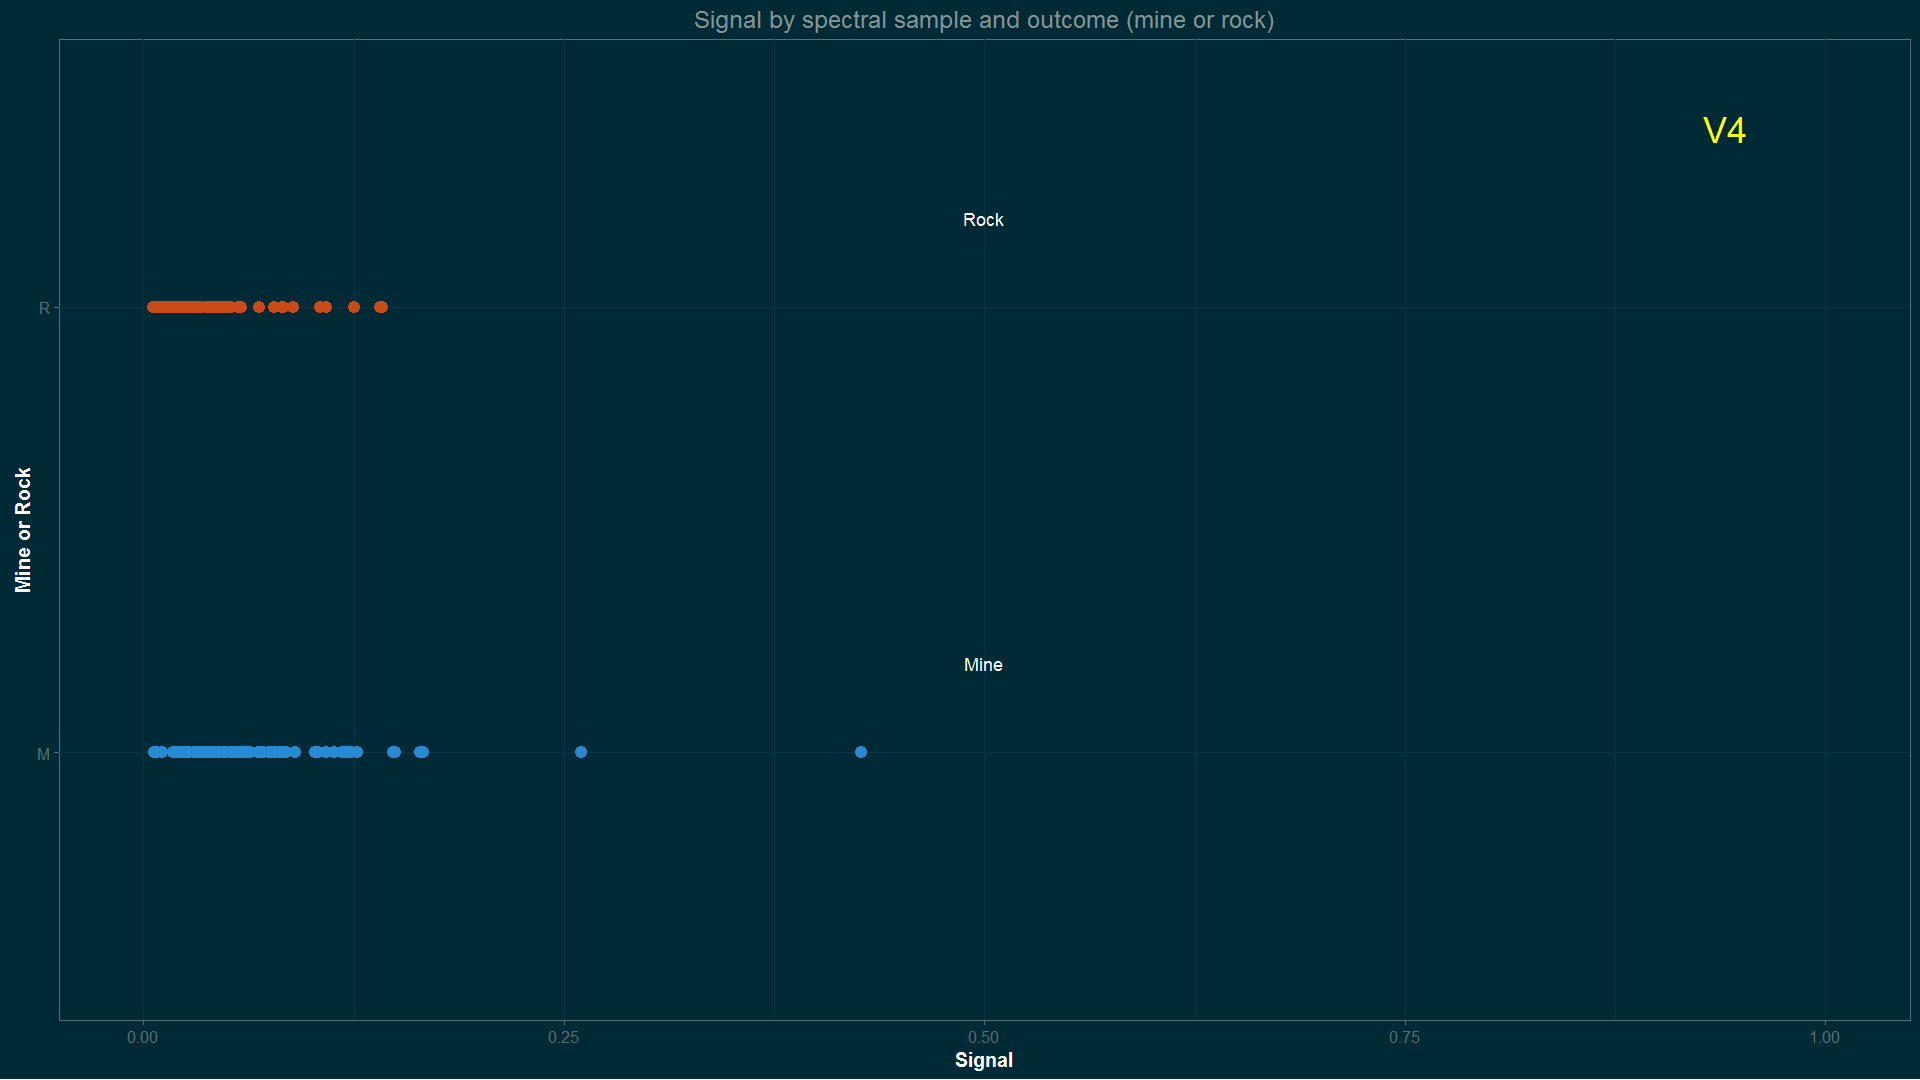 Signal by spectral sample and outcome (mine or rock)
V4
Rock
R
Mine or Rock
Mine
M
0.00 0.25 0.50 0.75 1.00
Signal